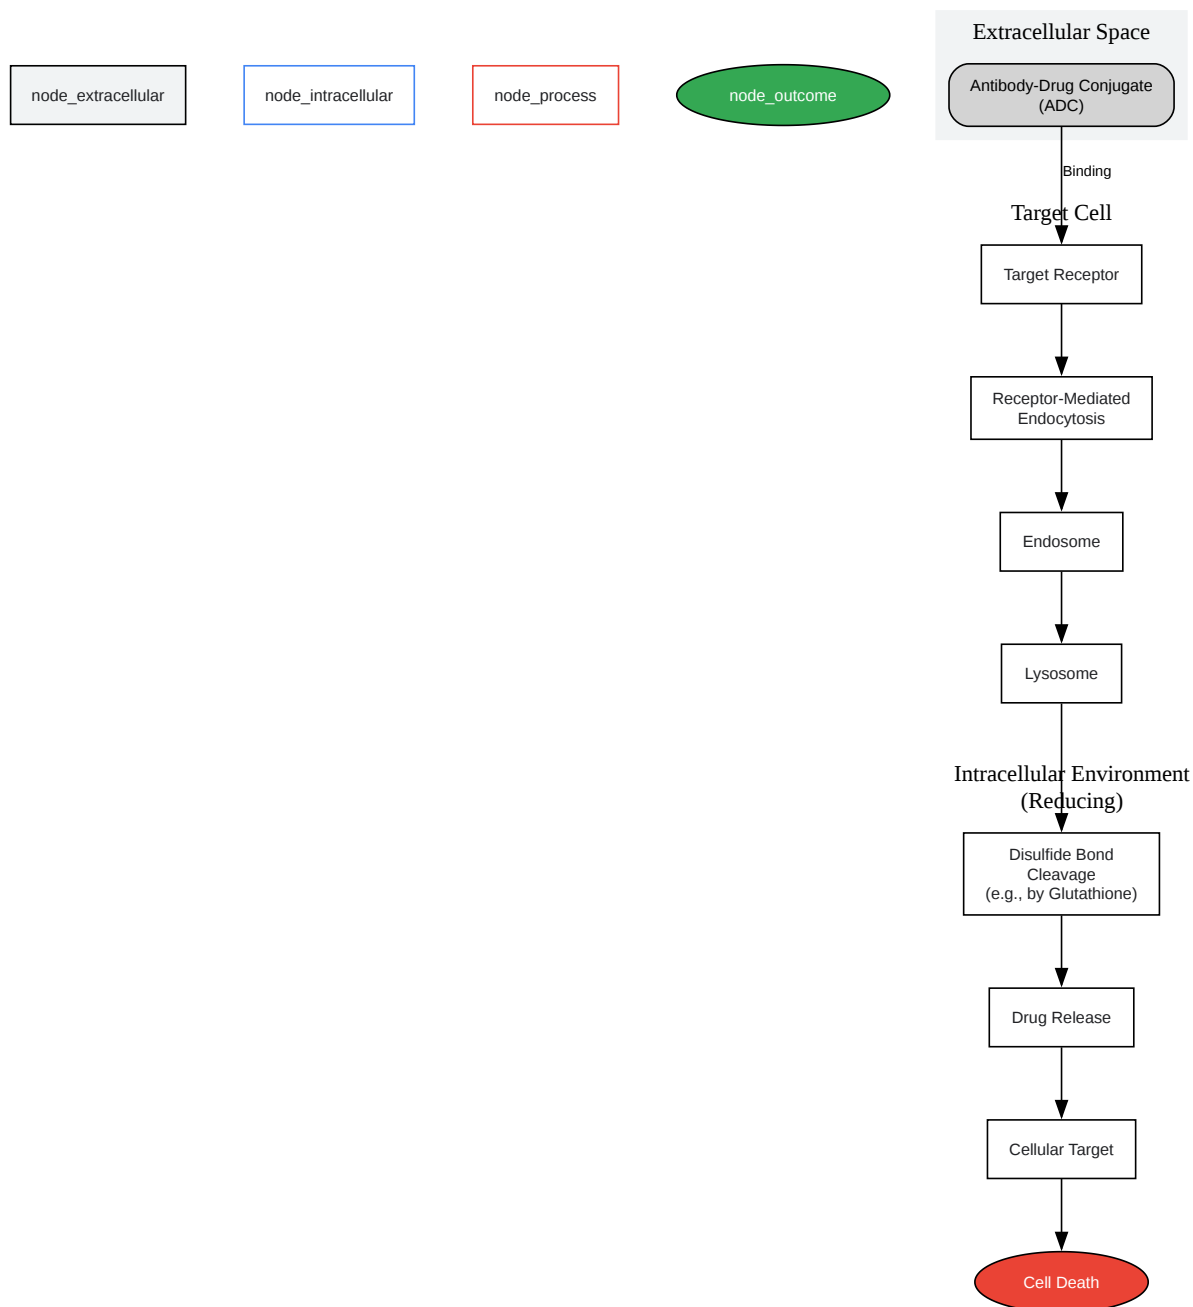 Extracellular Space
node_extracellular
node_intracellular
node_process
node_outcome
Antibody-Drug Conjugate
(ADC)
Binding
Target Cell
Target Receptor
Receptor-Mediated
Endocytosis
Endosome
Lysosome
Intracellular Environment
(Reducing)
Disulfide Bond
Cleavage
(e.g., by Glutathione)
Drug Release
Cellular Target
Cell Death